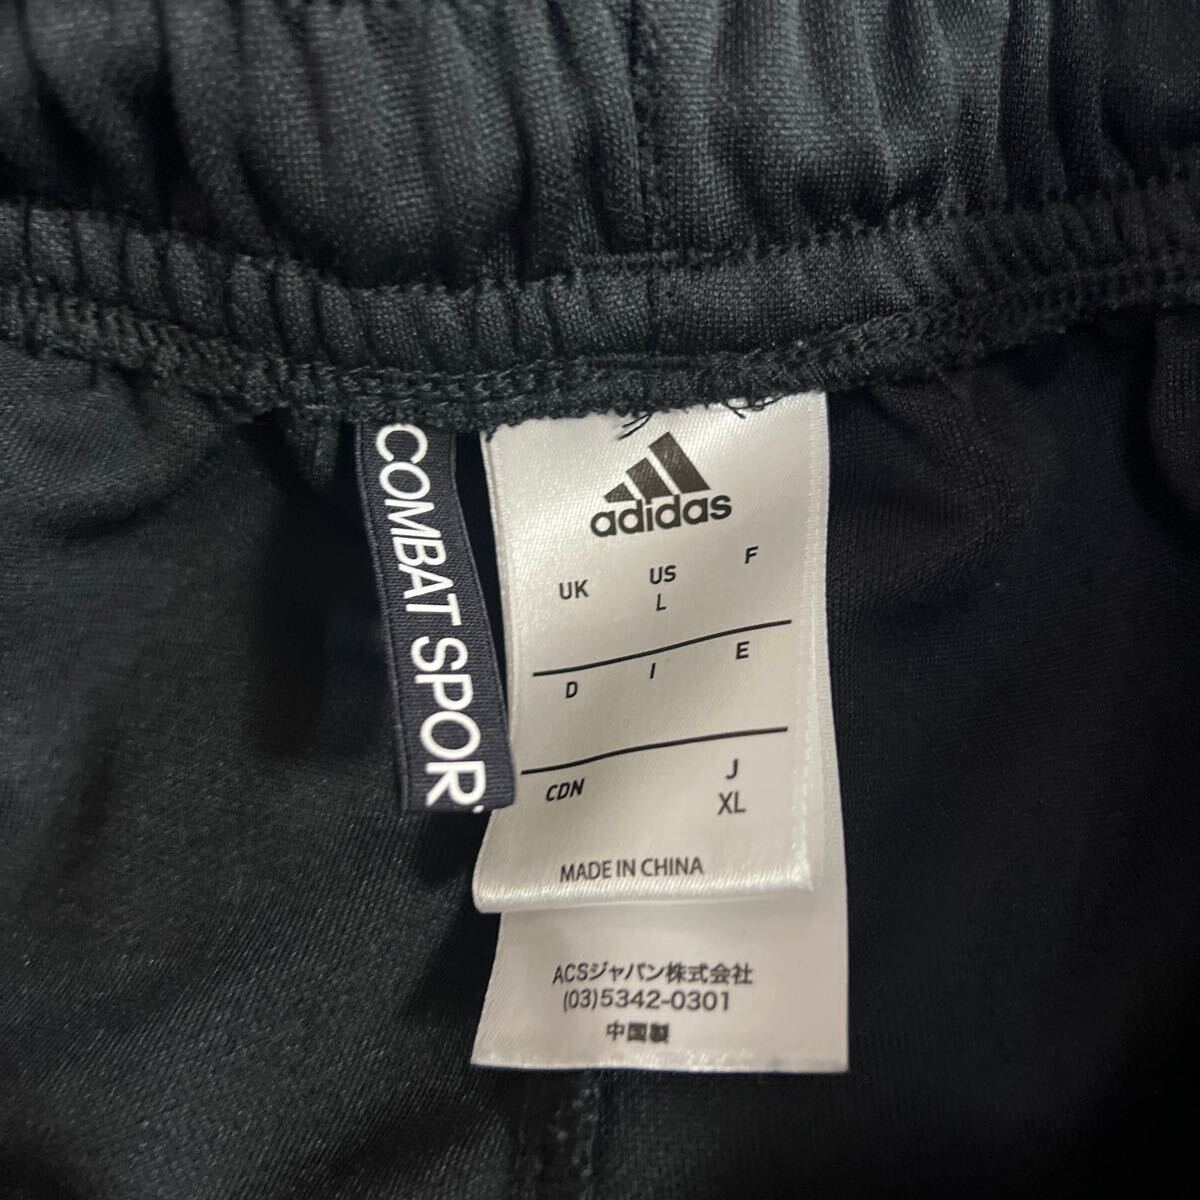 COMBAT SPORT
adidas
UK US F
L
D I E
CDN J
XL
MADE IN CHINA
ACSジャパン株式会社
(03)5342-0301
中国製